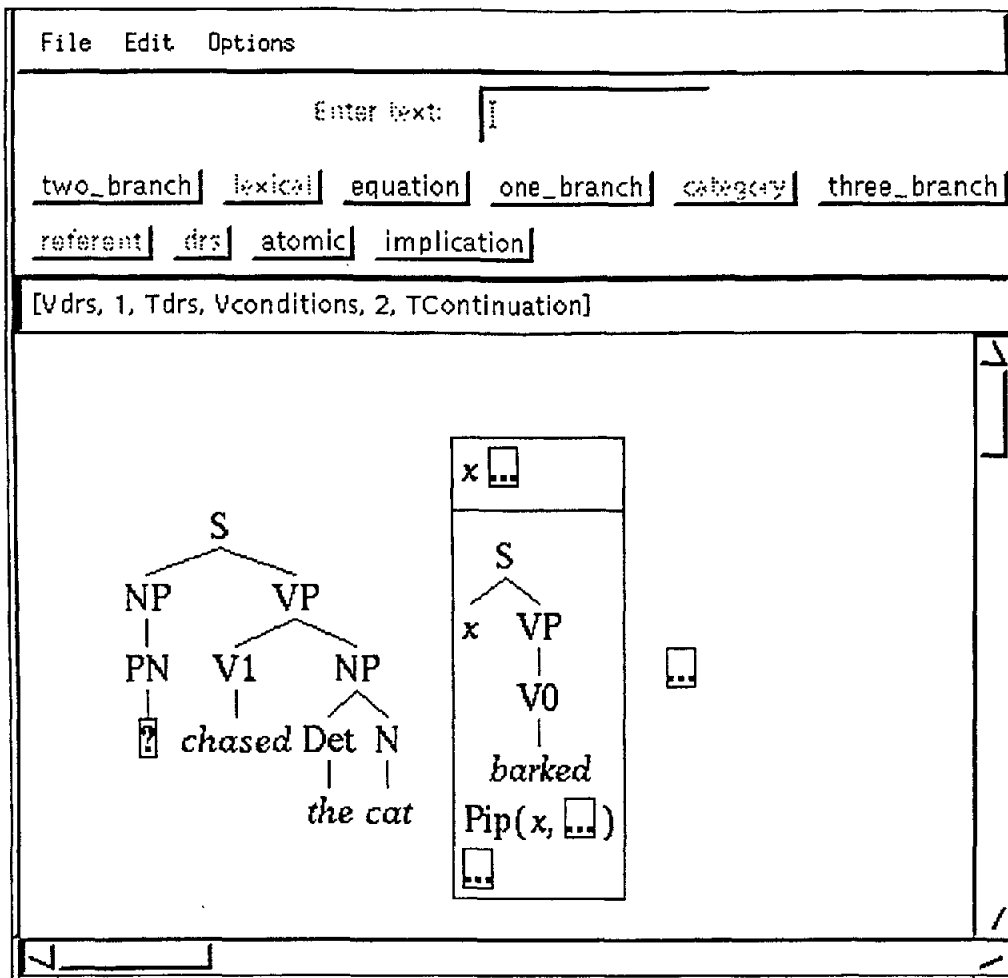 File Edit Options
Enter text:
two_branch lexical equation one_branch category three_branch
referent drs atomic implication
[Vdrs, 1, Tdrs, Vconditions, 2, TContinuation]
S
NP VP
PN V1 NP
? chased Det N
the cat
x ...
S
x VP
V0
barked
Pip(x, ...)
...
...